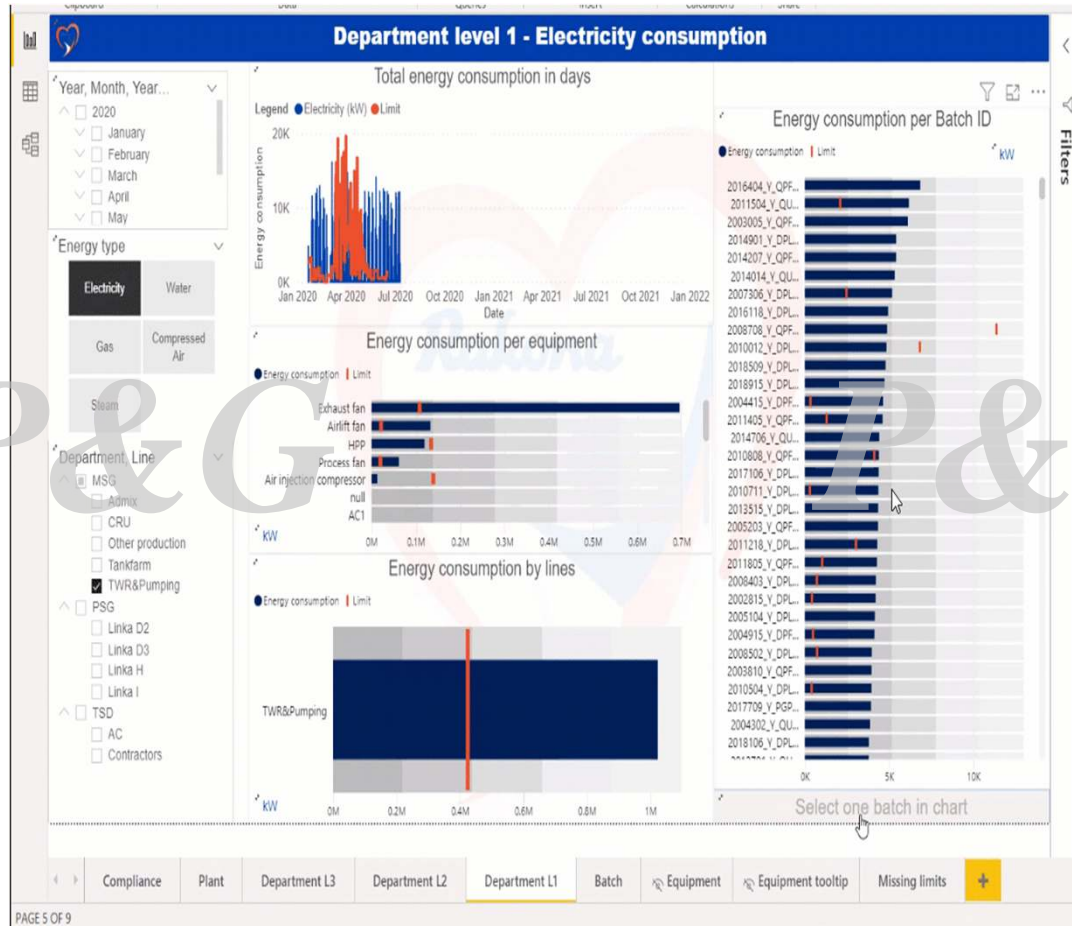 Department level 1 - Electricity consumption
Year, Month, Year...
2020
January
February
March
April
May
Energy type
Electricity
Water
Gas
Compressed
Air
Steam
Department, Line
MSG
Admix
CRU
Other production
Tankfarm
TWR&Pumping
PSG
Linka D2
Linka D3
Linka H
Linka I
TSD
AC
Contractors
Total energy consumption in days
Legend Electricity (kW) Limit
Energy consumption
20K
10K
0K
Jan 2020 Apr 2020 Jul 2020 Oct 2020 Jan 2021 Apr 2021 Jul 2021 Oct 2021 Jan 2022
Date
Energy consumption per equipment
Energy consumption Limit
Exhaust fan
Airlift fan
HPP
Process fan
Air injection compressor
null
AC1
kW
0M 0.1M 0.2M 0.3M 0.4M 0.5M 0.6M 0.7M
Energy consumption by lines
Energy consumption Limit
TWR&Pumping
kW
0M 0.2M 0.4M 0.6M 0.8M 1M
Energy consumption per Batch ID
Energy consumption Limit
kW
2016404_Y_QPF...
2011504_Y_QU...
2003005_Y_QPF...
2014901_Y_DPL...
2014207_Y_QPF...
2014014_Y_QU...
2007306_Y_DPL...
2016118_Y_DPL...
2008708_Y_QPF...
2010012_Y_DPL...
2018509_Y_DPL...
2018915_Y_DPL...
2004415_Y_DPF...
2011405_Y_QPF...
2014706_Y_QU...
2010808_Y_QPF...
2017106_Y_DPL...
2010711_Y_DPL...
2013515_Y_DPL...
2005203_Y_QPF...
2011218_Y_DPL...
2011805_Y_QPF...
2008403_Y_DPL...
2002815_Y_DPL...
2005104_Y_DPL...
2004915_Y_DPF...
2008502_Y_DPL...
2003810_Y_QPF...
2010504_Y_DPL...
2017709_Y_PGP...
2004302_Y_QU...
2018106_Y_DPL...
0K 5K 10K
Select one batch in chart
Filters
Rakona
P&G P&
Compliance Plant Department L3 Department L2 Department L1 Batch Equipment Equipment tooltip Missing limits +
PAGE 5 OF 9